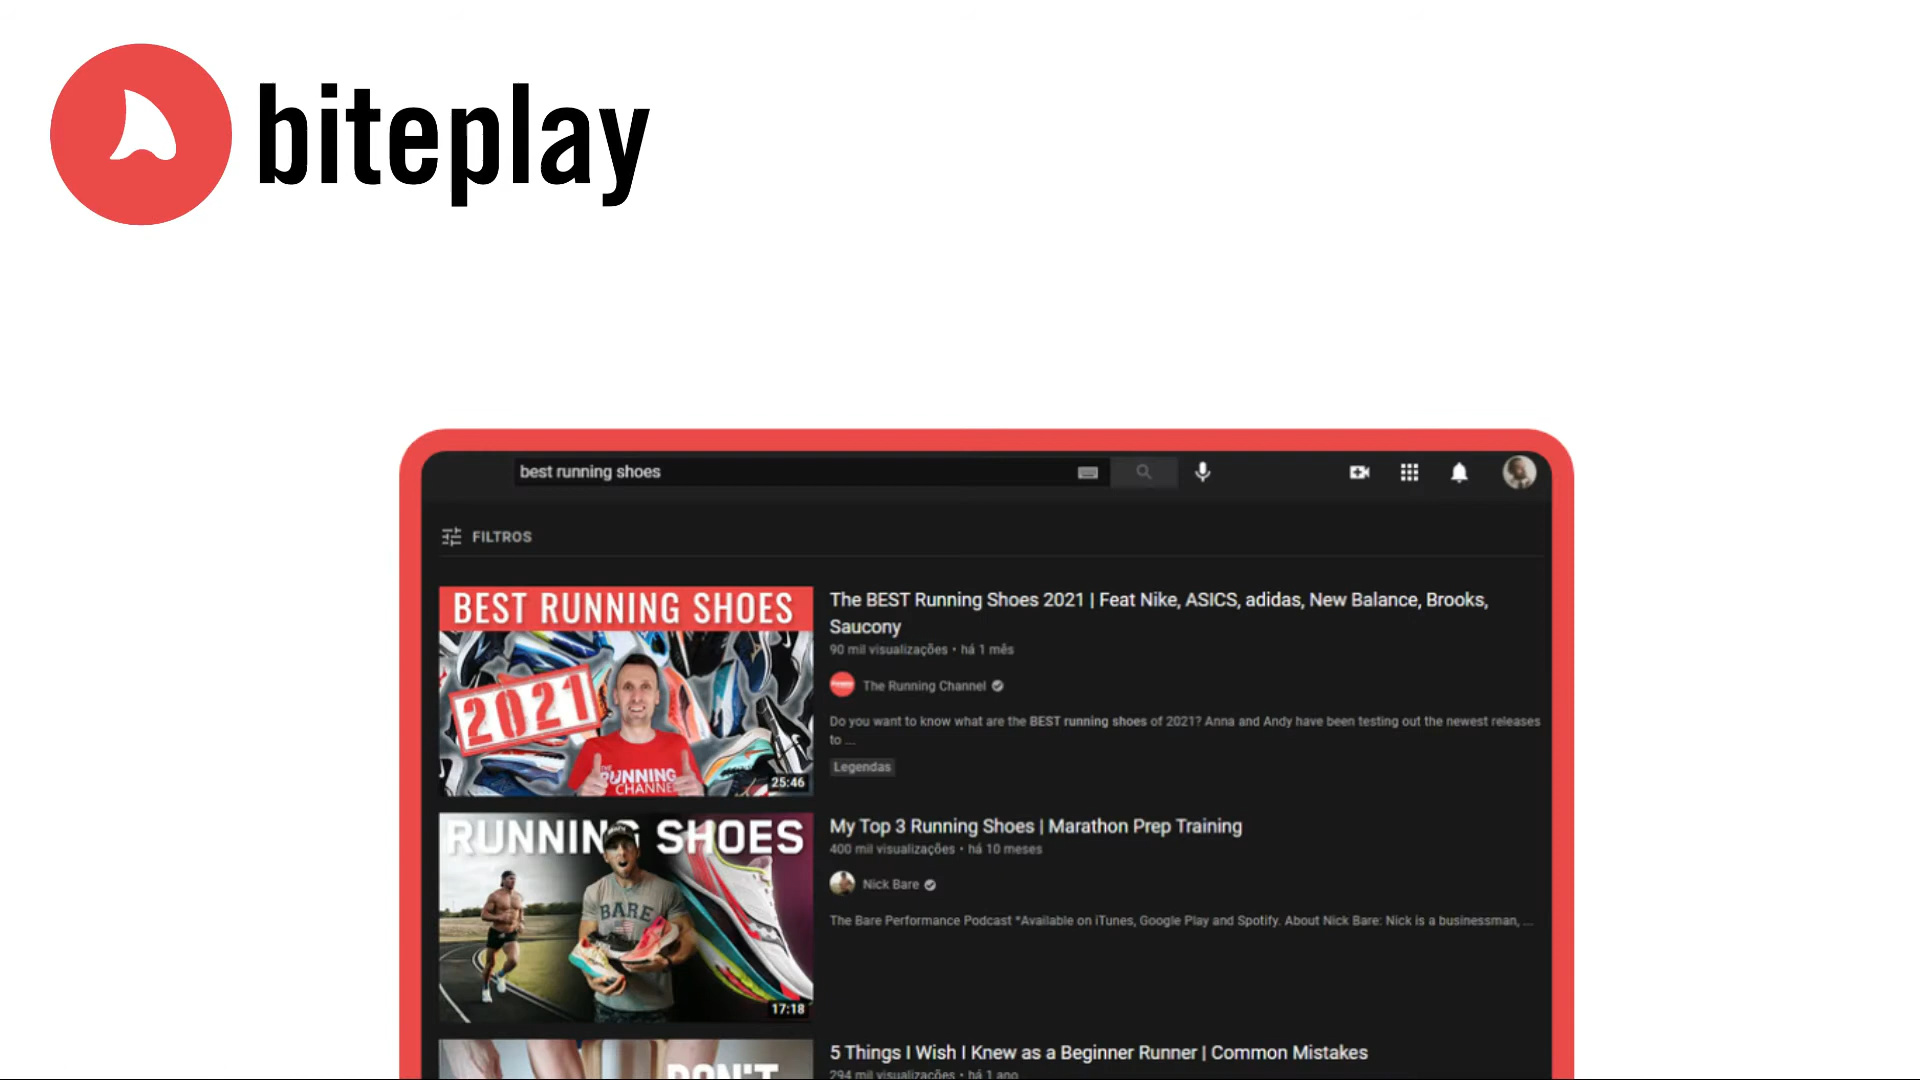 biteplay
best running shoes
FILTROS
BEST RUNNING SHOES
2021
THE
RUNNING
CHANNEL
25:46
The BEST Running Shoes 2021 | Feat Nike, ASICS, adidas, New Balance, Brooks,
Saucony
90 mil visualizações • há 1 mês
The Running Channel
Do you want to know what are the BEST running shoes of 2021? Anna and Andy have been testing out the newest releases
to ...
Legendas
RUNNING SHOES
BARE
17:18
My Top 3 Running Shoes | Marathon Prep Training
400 mil visualizações • há 10 meses
Nick Bare
The Bare Performance Podcast *Available on iTunes, Google Play and Spotify. About Nick Bare: Nick is a businessman, ...
DON'T
5 Things I Wish I Knew as a Beginner Runner | Common Mistakes
294 mil visualizações • há 1 ano